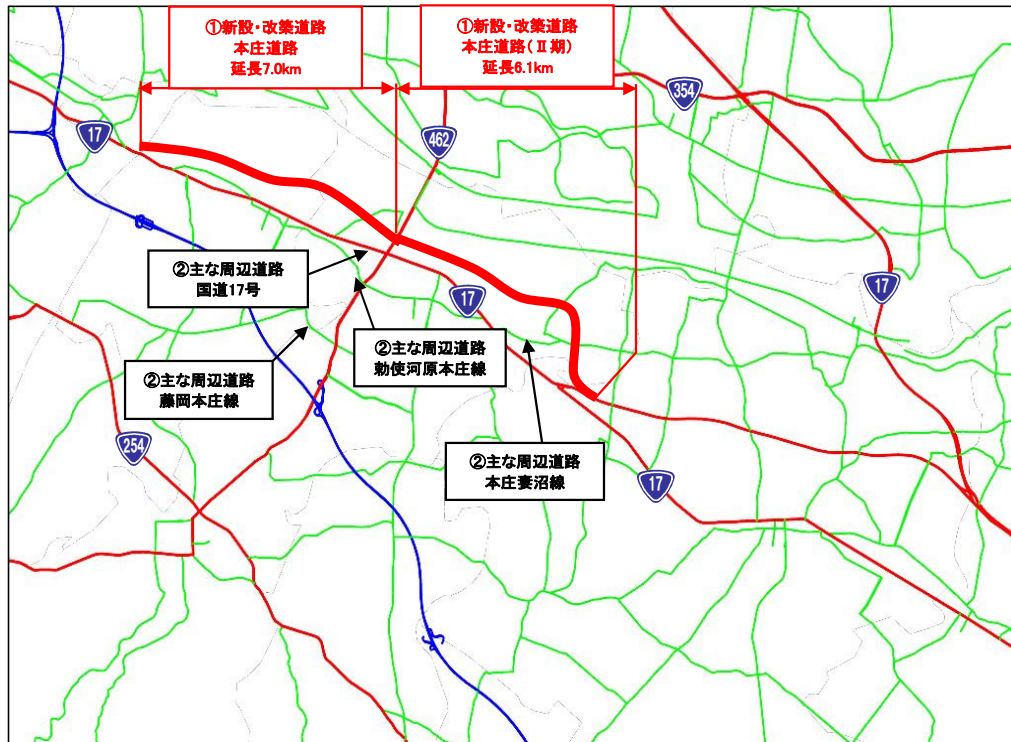 ①新設・改築道路
本庄道路
延長7.0km
①新設・改築道路
本庄道路(Ⅱ期)
延長6.1km
354
17
462
②主な周辺道路
国道17号
17
17
②主な周辺道路
勅使河原本庄線
②主な周辺道路
藤岡本庄線
254
②主な周辺道路
本庄妻沼線
17